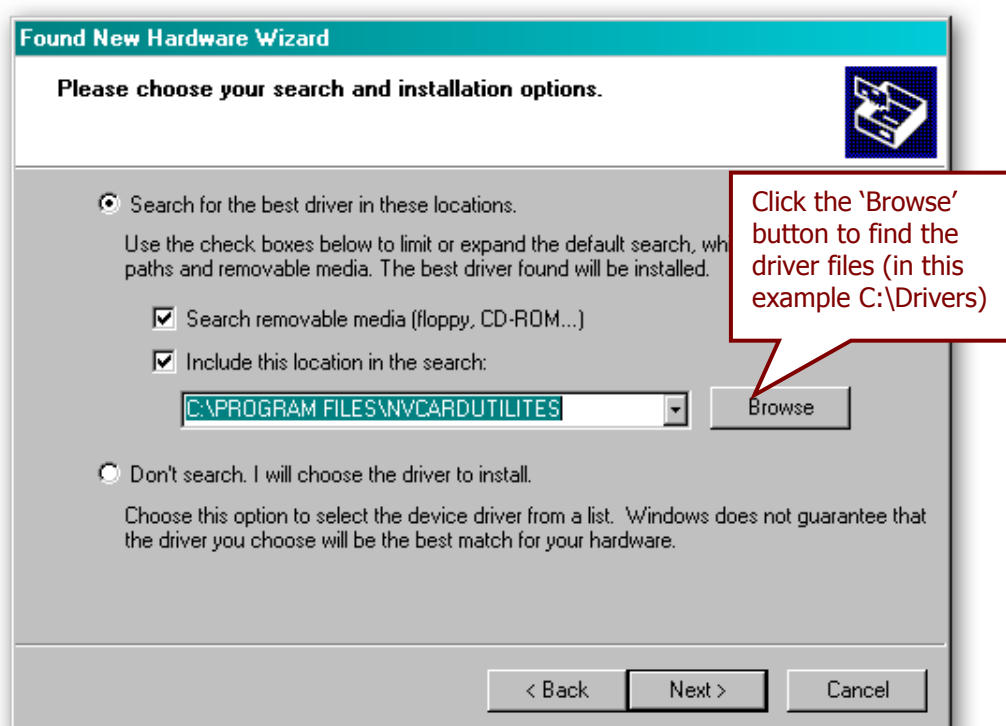 Found New Hardware Wizard
Please choose your search and installation options.
Search for the best driver in these locations.
Use the check boxes below to limit or expand the default search, wh
paths and removable media. The best driver found will be installed.
Click the ‘Browse’
button to find the
driver files (in this
example C:\Drivers)
Search removable media (floppy, CD-ROM...)
Include this location in the search:
C:\PROGRAM FILES\NVCARDUTILITES
Browse
Don't search. I will choose the driver to install.
Choose this option to select the device driver from a list.  Windows does not guarantee that
the driver you choose will be the best match for your hardware.
< Back
Next >
Cancel